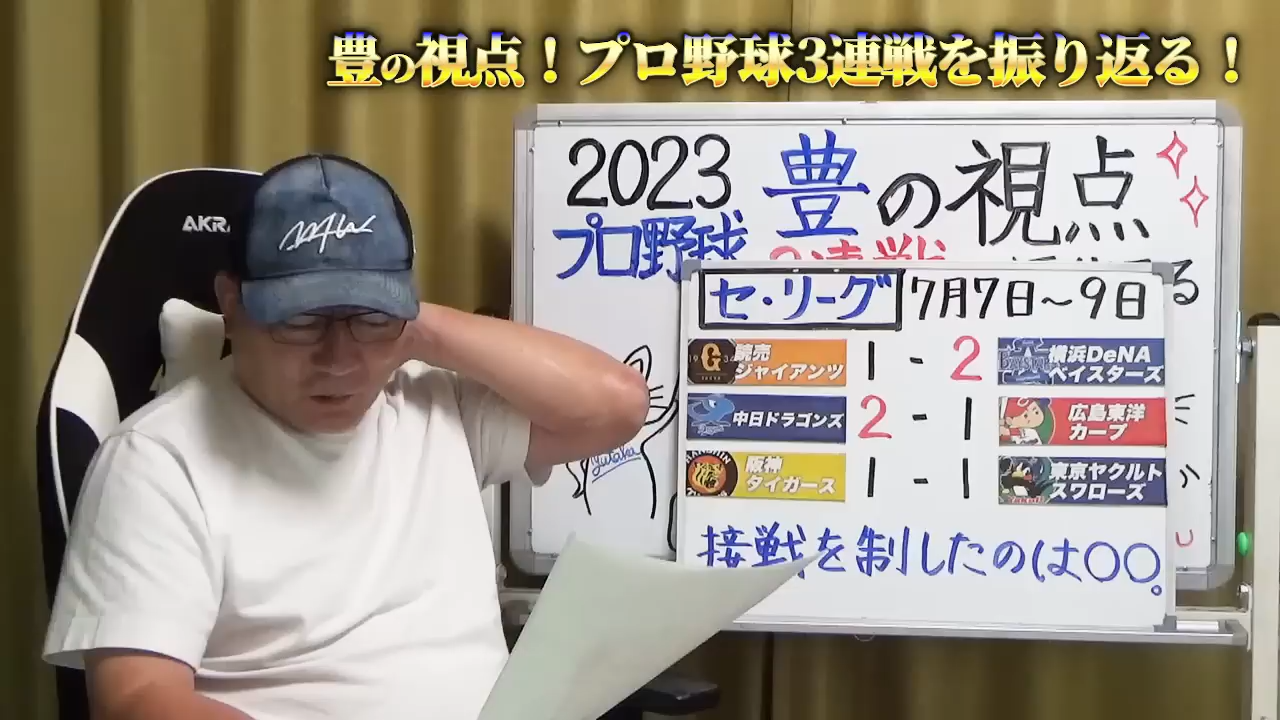 豊の視点！プロ野球3連戦を振り返る！
2023 豊の視点
プロ野球 3連戦
る
AKR
セ・リーグ 7月7日～9日
読売ジャイアンツ 1 - 2 横浜DeNAベイスターズ
中日ドラゴンズ 2 - 1 広島東洋カープ
阪神タイガース 1 - 1 東京ヤクルトスワローズ
接戦を制したのは〇〇。
yutaka